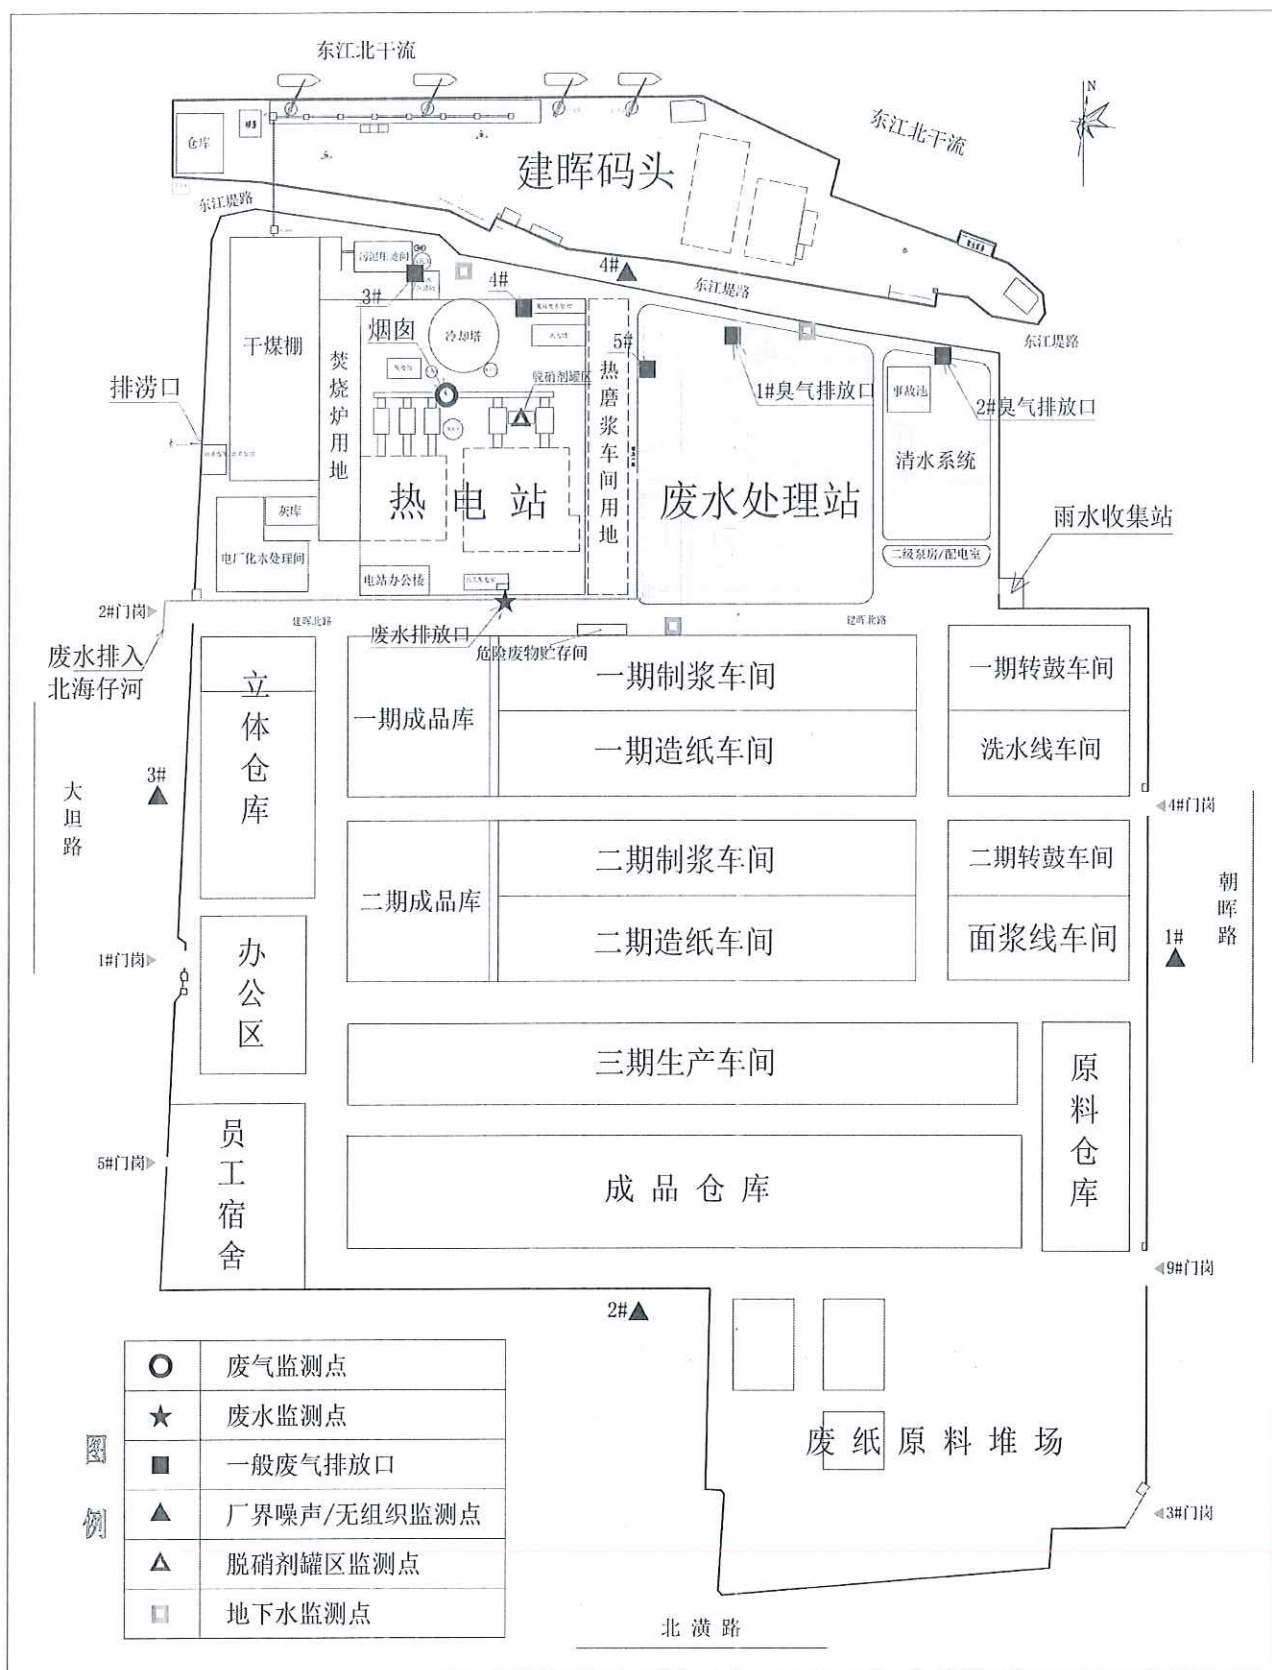 东江北干流
N
东江北干流
仓库
建晖码头
东江堤路
4#
东江堤路
东江堤路
污泥压滤间
3#
4#
烟囱
冷却塔
干煤棚
焚烧炉用地
脱硝剂罐区
5#
热磨浆车间用地
1#臭气排放口
2#臭气排放口
事故池
清水系统
排涝口
热电站
废水处理站
灰库
雨水收集站
电厂化水处理间
电站办公楼
二级泵房/配电室
2#门岗
建晖北路
废水排放口
危险废物贮存间
建晖北路
废水排入
北海仔河
立体仓库
一期成品库
一期制浆车间
一期造纸车间
一期转鼓车间
洗水线车间
3#
大坦路
4#门岗
二期成品库
二期制浆车间
二期造纸车间
二期转鼓车间
面浆线车间
朝晖路
1#
1#门岗
办公区
三期生产车间
原料仓库
5#门岗
员工宿舍
成品仓库
9#门岗
2#
废纸原料堆场
3#门岗
图例
废气监测点
废水监测点
一般废气排放口
厂界噪声/无组织监测点
脱硝剂罐区监测点
地下水监测点
北潢路